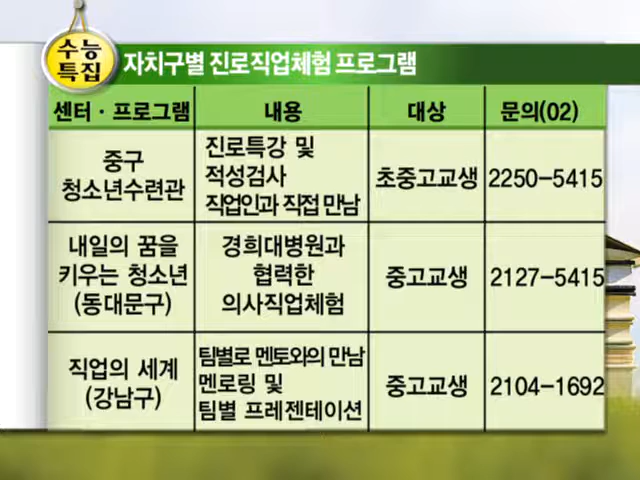 수능
특집
자치구별 진로직업체험 프로그램
센터 · 프로그램 내용 대상 문의(02)
중구
청소년수련관
진로특강 및
적성검사
직업인과 직접 만남
초중고교생
2250-5415
내일의 꿈을
키우는 청소년
(동대문구)
경희대병원과
협력한
의사직업체험
중고교생
2127-5415
직업의 세계
(강남구)
팀별로 멘토와의 만남
멘로링 및
팀별 프레젠테이션
중고교생
2104-1692